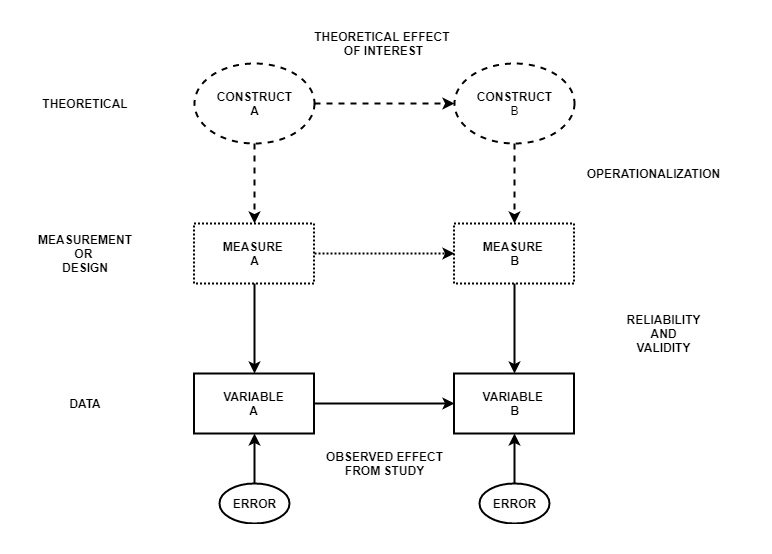 THEORETICAL EFFECT
OF INTEREST
THEORETICAL
CONSTRUCT
A
CONSTRUCT
B
OPERATIONALIZATION
MEASUREMENT
OR
DESIGN
MEASURE
A
MEASURE
B
RELIABILITY
AND
VALIDITY
DATA
VARIABLE
A
VARIABLE
B
OBSERVED EFFECT
FROM STUDY
ERROR
ERROR